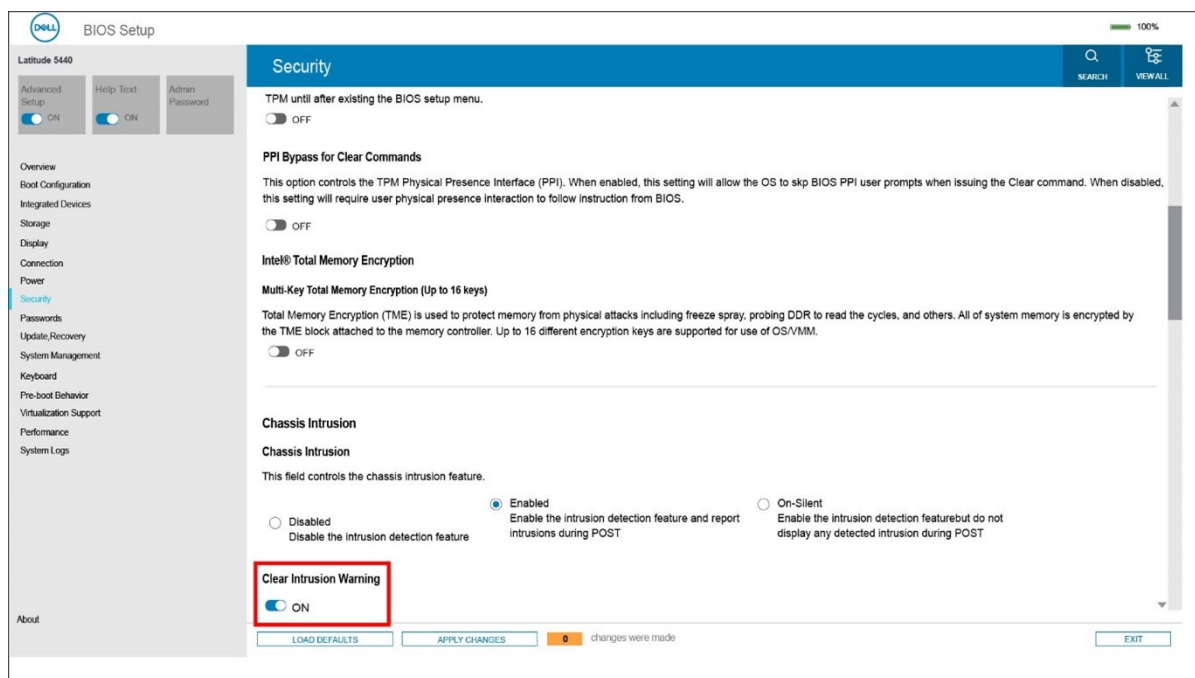 DELL
BIOS Setup
100%
Latitude 5440
Advanced
Setup
ON
Help Text
ON
Admin
Password
Overview
Boot Configuration
Integrated Devices
Storage
Display
Connection
Power
Security
Passwords
Update,Recovery
System Management
Keyboard
Pre-boot Behavior
Virtualization Support
Performance
System Logs
About
Security
SEARCH
VIEW ALL
TPM until after existing the BIOS setup menu.
OFF
PPI Bypass for Clear Commands
This option controls the TPM Physical Presence Interface (PPI). When enabled, this setting will allow the OS to skp BIOS PPI user prompts when issuing the Clear command. When disabled,
this setting will require user physical presence interaction to follow instruction from BIOS.
OFF
Intel® Total Memory Encryption
Multi-Key Total Memory Encryption (Up to 16 keys)
Total Memory Encryption (TME) is used to protect memory from physical attacks including freeze spray, probing DDR to read the cycles, and others. All of system memory is encrypted by
the TME block attached to the memory controller. Up to 16 different encryption keys are supported for use of OS/VMM.
OFF
Chassis Intrusion
Chassis Intrusion
This field controls the chassis intrusion feature.
Disabled
Disable the intrusion detection feature
Enabled
Enable the intrusion detection feature and report
intrusions during POST
On-Silent
Enable the intrusion detection featurebut do not
display any detected intrusion during POST
Clear Intrusion Warning
ON
LOAD DEFAULTS
APPLY CHANGES
0
changes were made
EXIT